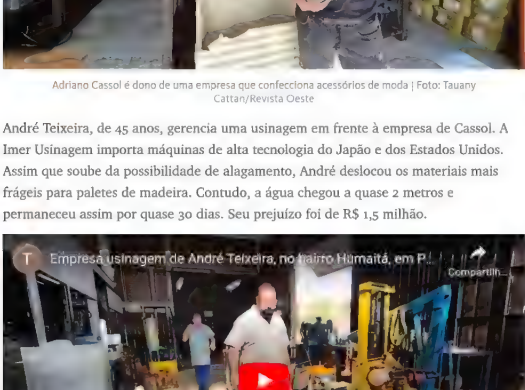 Adriano Cassol é dono de uma empresa que confecciona acessórios de moda | Foto: Tauany
Cattan/Revista Oeste
André Teixeira, de 45 anos, gerencia uma usinagem em frente à empresa de Cassol. A
Imer Usinagem importa máquinas de alta tecnologia do Japão e dos Estados Unidos.
Assim que soube da possibilidade de alagamento, André deslocou os materiais mais
frágeis para paletes de madeira. Contudo, a água chegou a quase 2 metros e
permaneceu assim por quase 30 dias. Seu prejuízo foi de R$ 1,5 milhão.
T Empresa usinagem de André Teixeira, no bairro Humaitá, em P...
Compartilh...